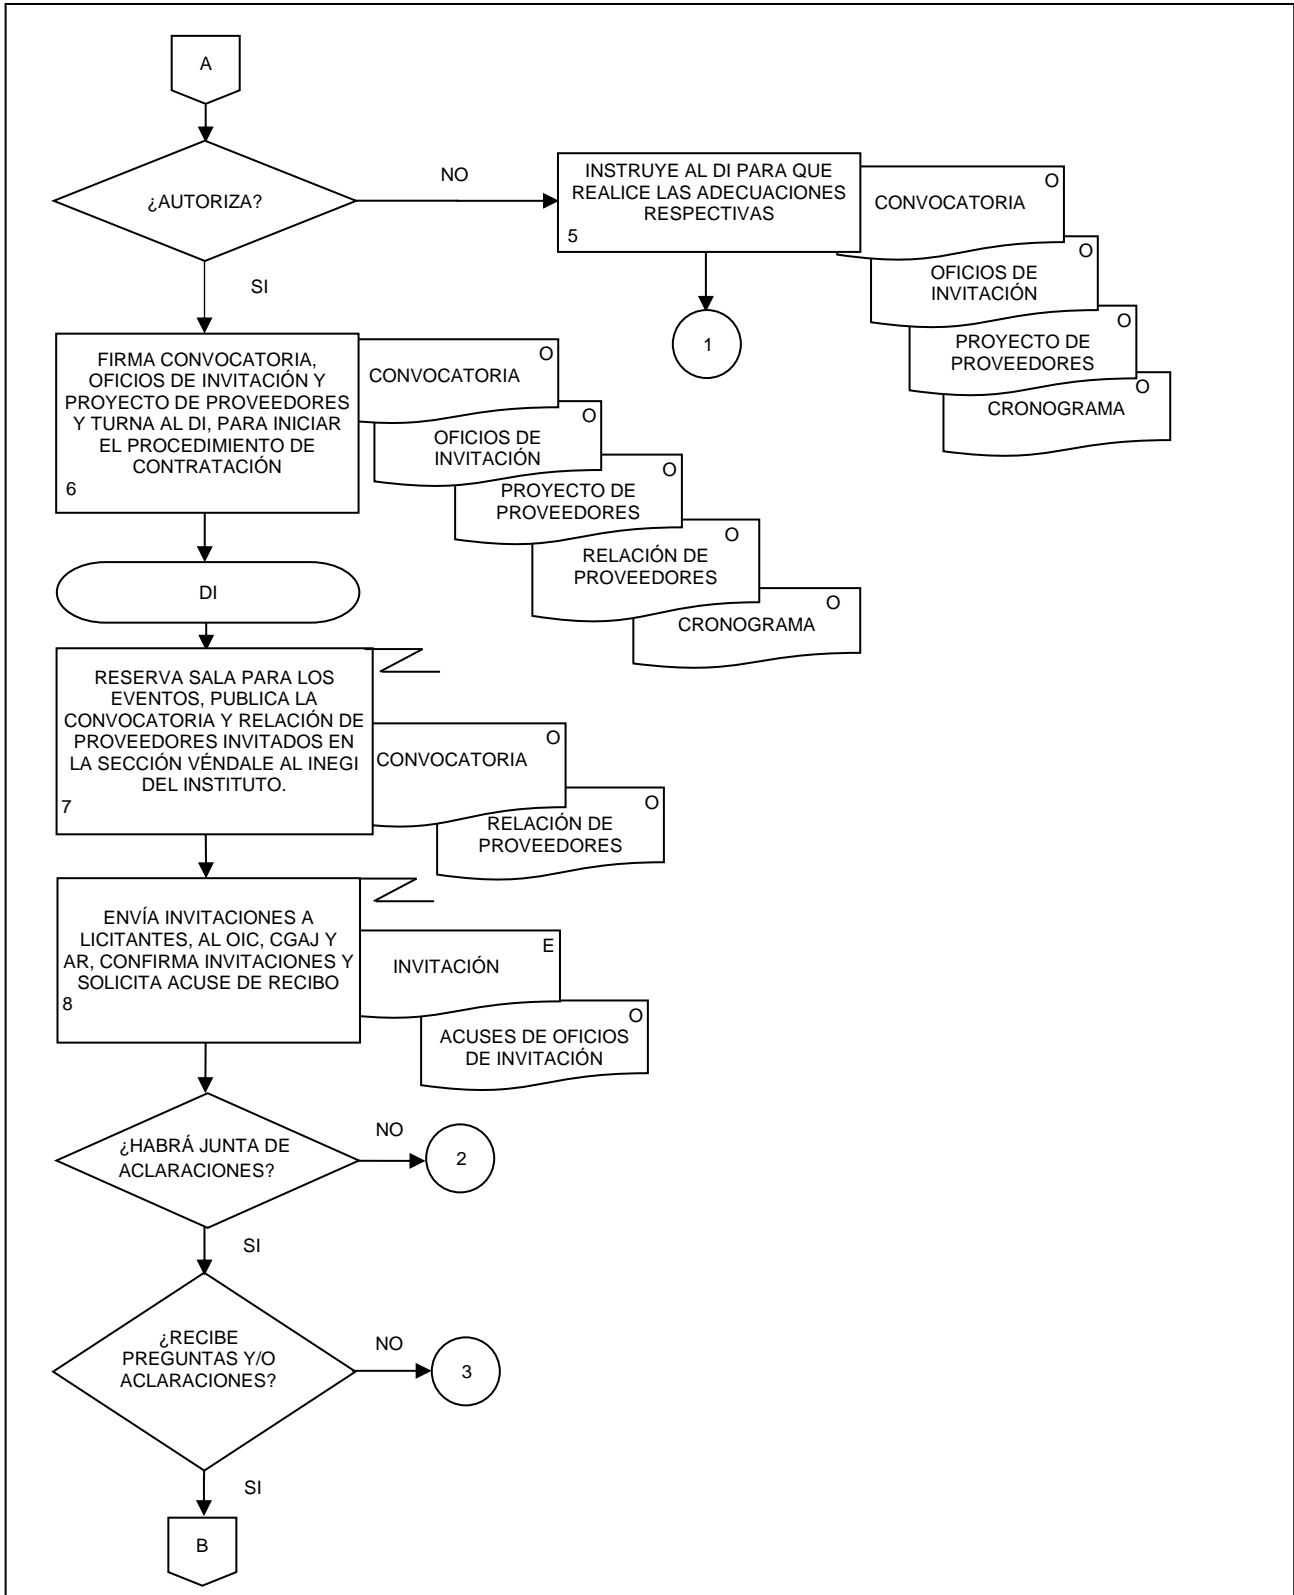 A
¿AUTORIZA?
NO
INSTRUYE AL DI PARA QUE
REALICE LAS ADECUACIONES
RESPECTIVAS
5
O
CONVOCATORIA
O
OFICIOS DE
INVITACIÓN
O
PROYECTO DE
PROVEEDORES
O
CRONOGRAMA
1
SI
FIRMA CONVOCATORIA,
OFICIOS DE INVITACIÓN Y
PROYECTO DE PROVEEDORES
Y TURNA AL DI, PARA INICIAR
EL PROCEDIMIENTO DE
CONTRATACIÓN
6
O
CONVOCATORIA
O
OFICIOS DE
INVITACIÓN
O
PROYECTO DE
PROVEEDORES
O
RELACIÓN DE
PROVEEDORES
O
CRONOGRAMA
DI
RESERVA SALA PARA LOS
EVENTOS, PUBLICA LA
CONVOCATORIA Y RELACIÓN DE
PROVEEDORES INVITADOS EN
LA SECCIÓN VÉNDALE AL INEGI
DEL INSTITUTO.
7
O
CONVOCATORIA
O
RELACIÓN DE
PROVEEDORES
ENVÍA INVITACIONES A
LICITANTES, AL OIC, CGAJ Y
AR, CONFIRMA INVITACIONES Y
SOLICITA ACUSE DE RECIBO
8
E
INVITACIÓN
O
ACUSES DE OFICIOS
DE INVITACIÓN
¿HABRÁ JUNTA DE
ACLARACIONES?
NO
2
SI
¿RECIBE
PREGUNTAS Y/O
ACLARACIONES?
NO
3
SI
B